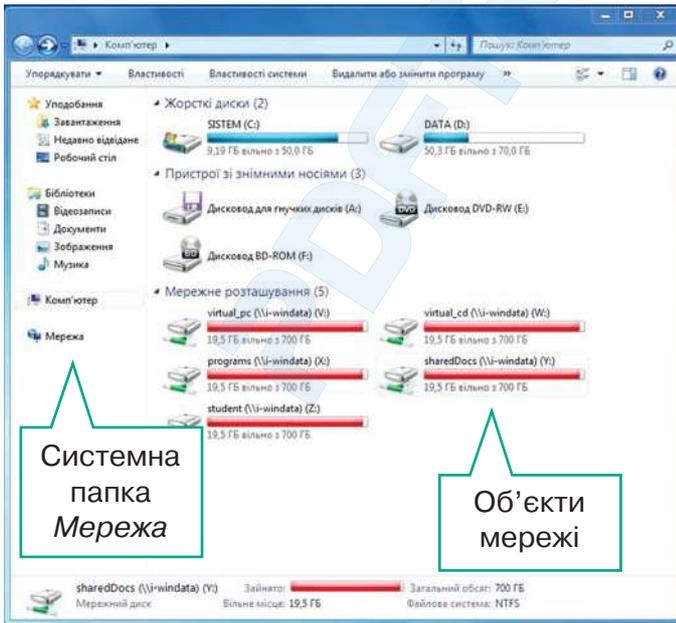 Комп'ютер
Пошук: Комп'ютер
Упорядкувати Властивості Властивості системи Видалити або змінити програму »
Уподобання
Завантаження
Недавно відвідане
Робочий стіл
Бібліотеки
Відеозаписи
Документи
Зображення
Музика
Комп'ютер
Мережа
Жорсткі диски (2)
SISTEM (C:)
9,19 ГБ вільно з 50,0 ГБ
DATA (D:)
50,3 ГБ вільно з 70,0 ГБ
Пристрої зі знімними носіями (3)
Дисковод для гнучких дисків (A:)
Дисковод DVD-RW (E:)
Дисковод BD-ROM (F:)
Мережне розташування (5)
virtual_pc (\\i-windata) (V:)
19,5 ГБ вільно з 700 ГБ
virtual_cd (\\i-windata) (W:)
19,5 ГБ вільно з 700 ГБ
programs (\\i-windata) (X:)
19,5 ГБ вільно з 700 ГБ
sharedDocs (\\i-windata) (Y:)
19,5 ГБ вільно з 700 ГБ
student (\\i-windata) (Z:)
19,5 ГБ вільно з 700 ГБ
Системна
папка
Мережа
Об’єкти
мережі
sharedDocs (\\i-windata) (Y:) Зайнято: Загальний обсяг: 700 ГБ
Мережний диск Вільне місце: 19,5 ГБ Файлова система: NTFS